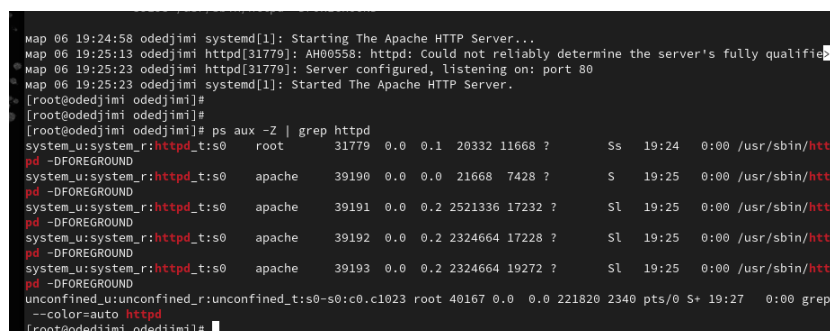 мар 06 19:24:58 odedjimi systemd[1]: Starting The Apache HTTP Server...
мар 06 19:25:13 odedjimi httpd[31779]: AH00558: httpd: Could not reliably determine the server's fully qualifie>
мар 06 19:25:23 odedjimi httpd[31779]: Server configured, listening on: port 80
мар 06 19:25:23 odedjimi systemd[1]: Started The Apache HTTP Server.
[root@odedjimi odedjimi]#
[root@odedjimi odedjimi]#
[root@odedjimi odedjimi]# ps aux -Z | grep httpd
system_u:system_r:httpd_t:s0    root       31779  0.0  0.1  20332 11668 ?        Ss   19:24   0:00 /usr/sbin/htt
pd -DFOREGROUND
system_u:system_r:httpd_t:s0    apache     39190  0.0  0.0  21668  7428 ?        S    19:25   0:00 /usr/sbin/htt
pd -DFOREGROUND
system_u:system_r:httpd_t:s0    apache     39191  0.0  0.2 2521336 17232 ?       Sl   19:25   0:00 /usr/sbin/htt
pd -DFOREGROUND
system_u:system_r:httpd_t:s0    apache     39192  0.0  0.2 2324664 17228 ?       Sl   19:25   0:00 /usr/sbin/htt
pd -DFOREGROUND
system_u:system_r:httpd_t:s0    apache     39193  0.0  0.2 2324664 19272 ?       Sl   19:25   0:00 /usr/sbin/htt
pd -DFOREGROUND
unconfined_u:unconfined_r:unconfined_t:s0-s0:c0.c1023 root 40167 0.0  0.0 221820 2340 pts/0 S+ 19:27   0:00 grep
--color=auto httpd
[root@odedjimi odedjimi]#